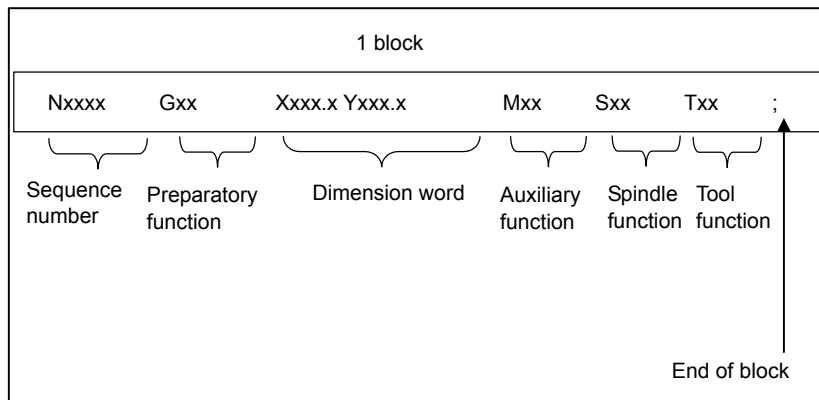 1 block
Nxxxx Gxx Xxxx.x Yxxx.x Mxx Sxx Txx ;
Sequence number
Preparatory function
Dimension word
Auxiliary function
Spindle function
Tool function
End of block